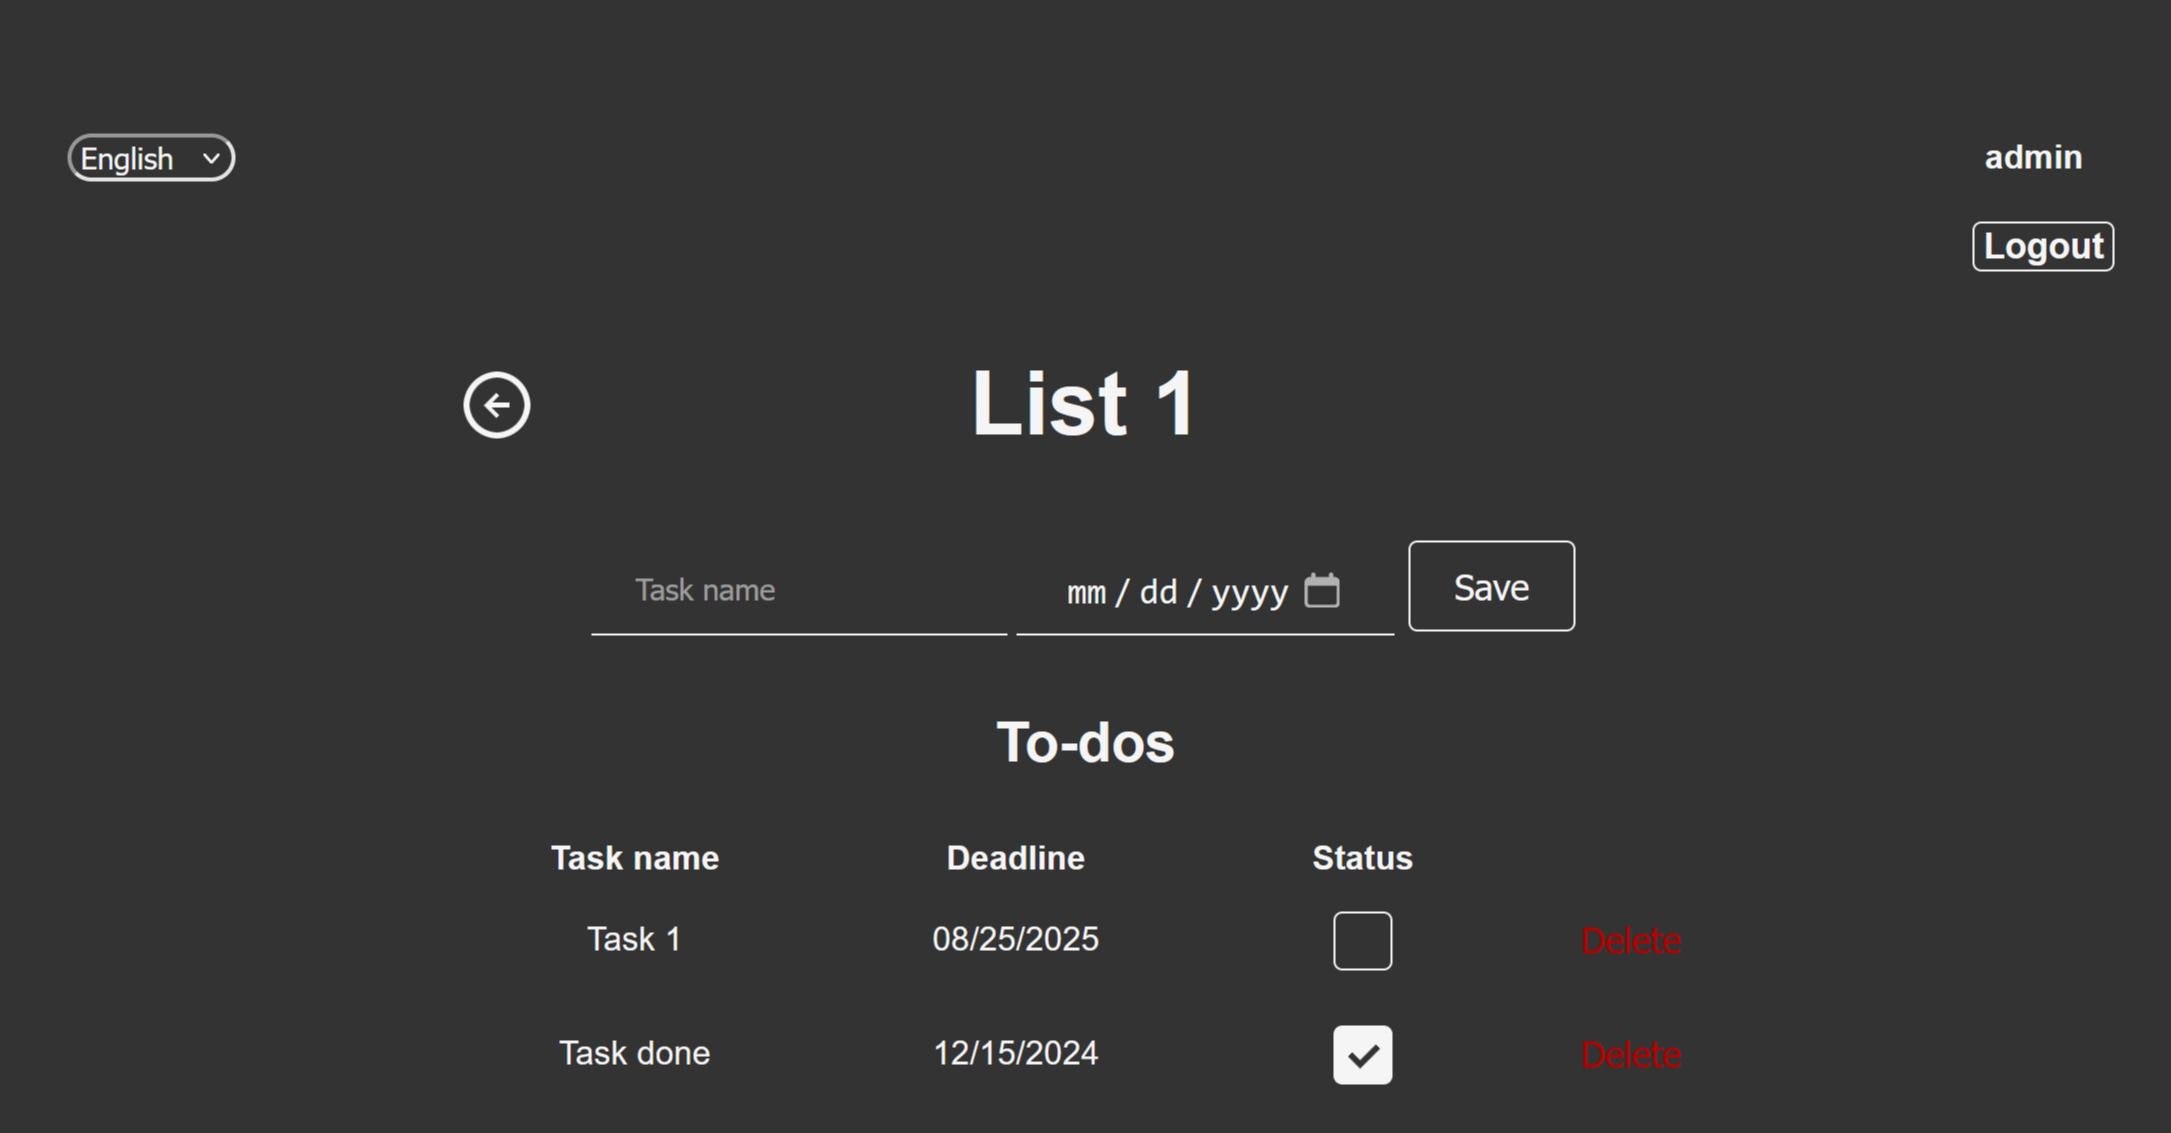 English
admin
Logout
List 1
Task name mm / dd / yyyy Save
To-dos
Task name Deadline Status
Task 1 08/25/2025 Delete
Task done 12/15/2024 Delete